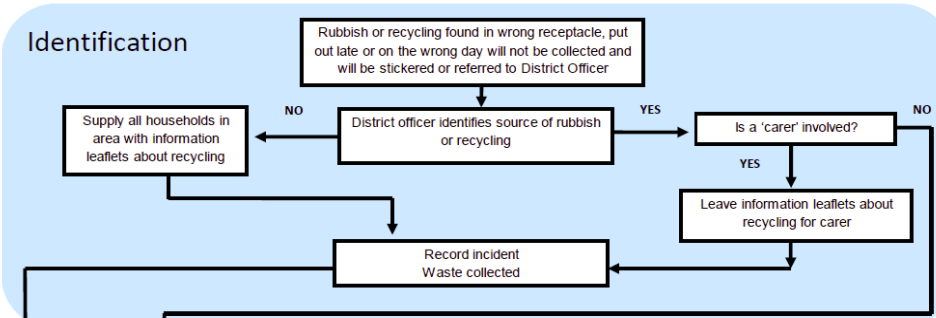 Identification
Rubbish or recycling found in wrong receptacle, put
out late or on the wrong day will not be collected and
will be stickered or referred to District Officer
NO
YES
NO
Supply all households in
area with information
leaflets about recycling
District officer identifies source of rubbish
or recycling
Is a ‘carer’ involved?
YES
Leave information leaflets about
recycling for carer
Record incident
Waste collected